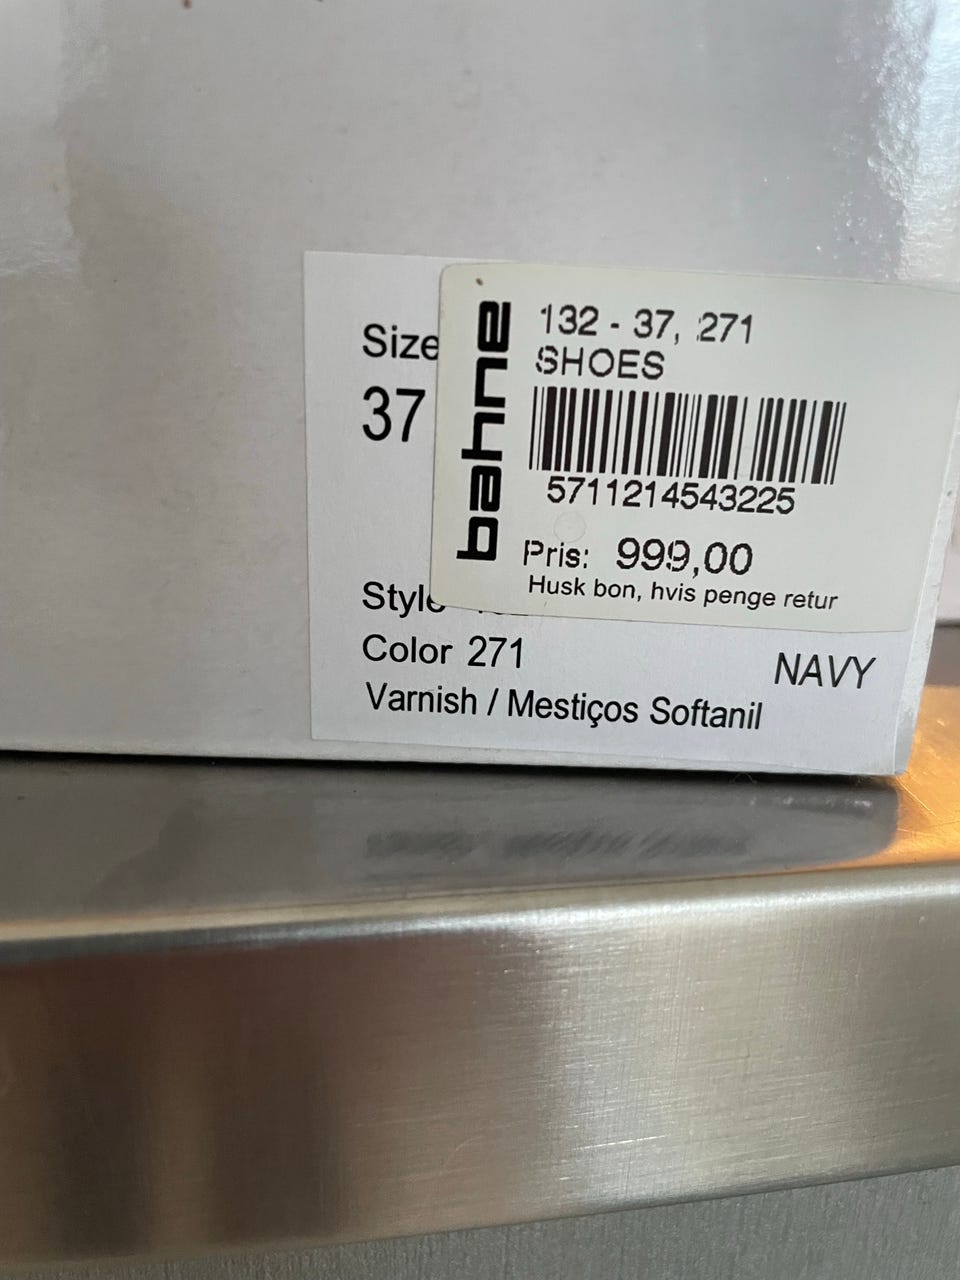 Size
37
Style
Color 271
NAVY
Varnish / Mestiços Softanil
bahne
132 - 37, 271
SHOES
5711214543225
Pris: 999,00
Husk bon, hvis penge retur